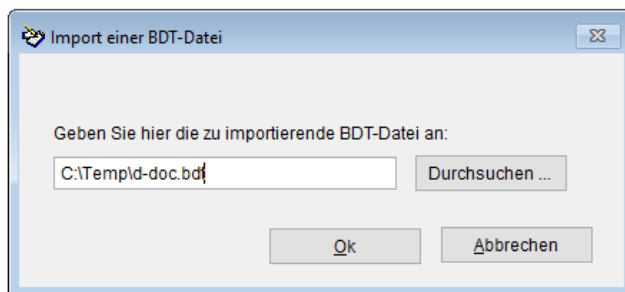 Import einer BDT-Datei
Geben Sie hier die zu importierende BDT-Datei an:
C:\Temp\d-doc.bdt
Durchsuchen ...
Ok
Abbrechen